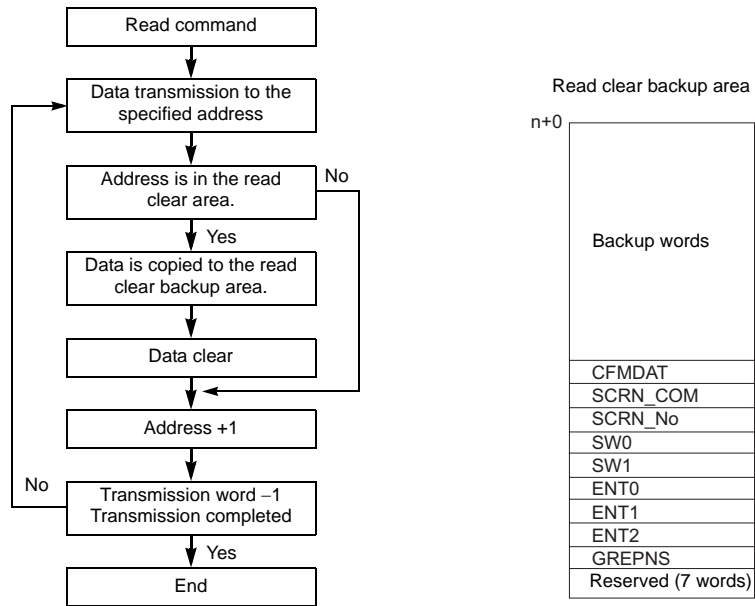 Read command
Data transmission to the
specified address
Address is in the read
clear area.
No
Yes
Data is copied to the read
clear backup area.
Data clear
Address +1
No
Transmission word –1
Transmission completed
Yes
End
Read clear backup area
n+0
Backup words
CFMDAT
SCRN_COM
SCRN_No
SW0
SW1
ENT0
ENT1
ENT2
GREPNS
Reserved (7 words)